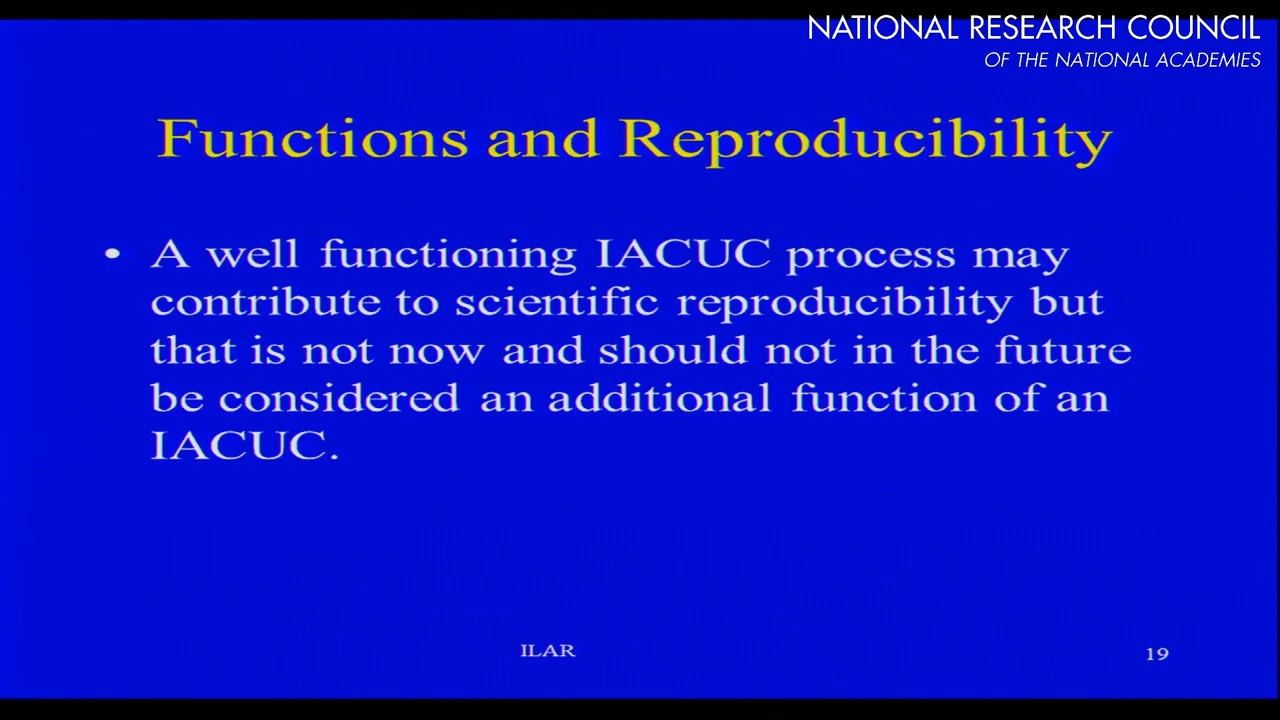 NATIONAL RESEARCH COUNCIL
OF THE NATIONAL ACADEMIES
Functions and Reproducibility
• A well functioning IACUC process may
contribute to scientific reproducibility but
that is not now and should not in the future
be considered an additional function of an
IACUC.
ILAR
19